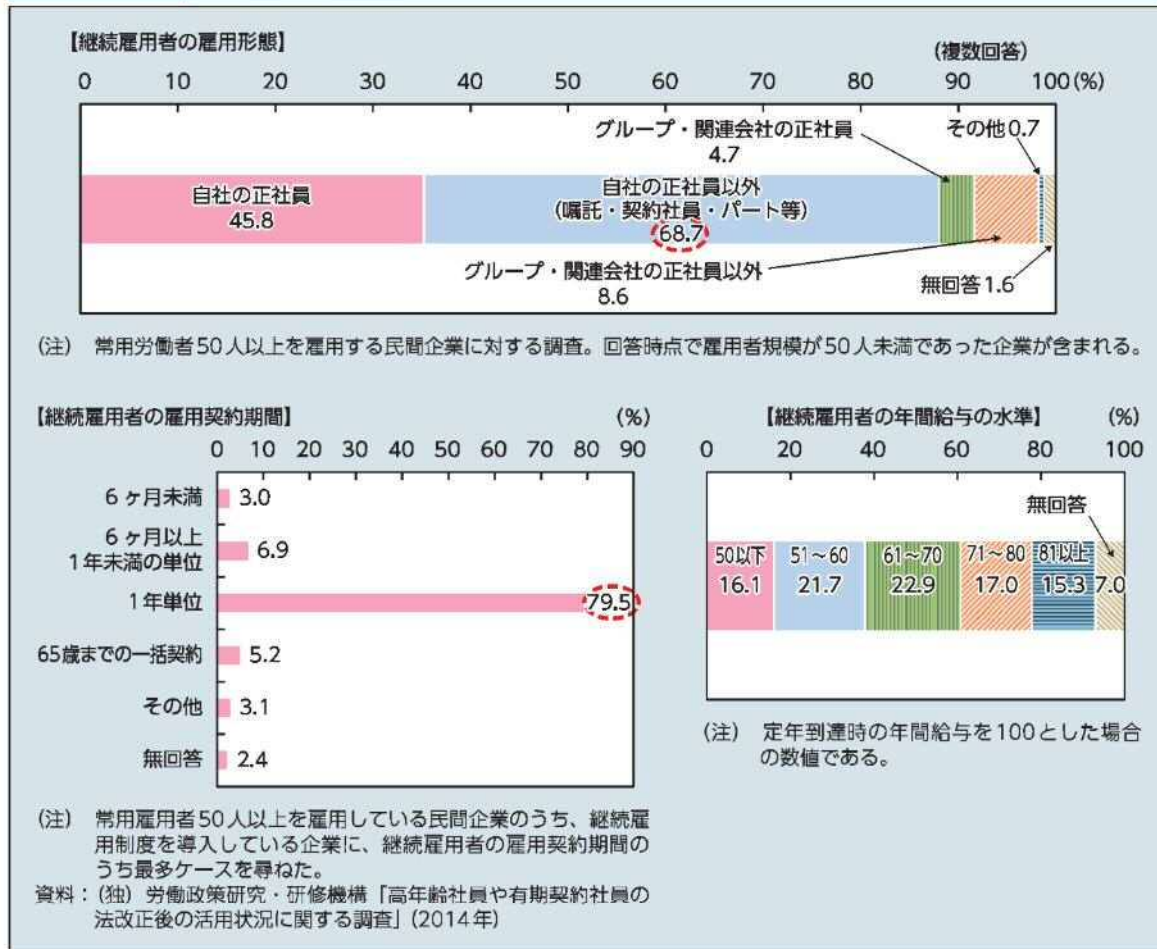 【継続雇用者の雇用形態】
(複数回答)
0 10 20 30 40 50 60 70 80 90 100(%)
グループ・関連会社の正社員
4.7
その他0.7
自社の正社員
45.8
自社の正社員以外
(嘱託・契約社員・パート等)
68.7
グループ・関連会社の正社員以外
8.6
無回答1.6
(注) 常用労働者50人以上を雇用する民間企業に対する調査。回答時点で雇用者規模が50人未満であった企業が含まれる。
【継続雇用者の雇用契約期間】 (%)
0 10 20 30 40 50 60 70 80 90
6ヶ月未満 3.0
6ヶ月以上
1年未満の単位 6.9
1年単位 79.5
65歳までの一括契約 5.2
その他 3.1
無回答 2.4
(注) 常用雇用者50人以上を雇用している民間企業のうち、継続雇
用制度を導入している企業に、継続雇用者の雇用契約期間の
うち最多ケースを尋ねた。
資料:(独)労働政策研究・研修機構「高年齢社員や有期契約社員の
法改正後の活用状況に関する調査」(2014年)
【継続雇用者の年間給与の水準】 (%)
0 20 40 60 80 100
無回答
50以下 51～60 61～70 71～80 81以上
16.1 21.7 22.9 17.0 15.3 7.0
(注) 定年到達時の年間給与を100とした場合
の数値である。